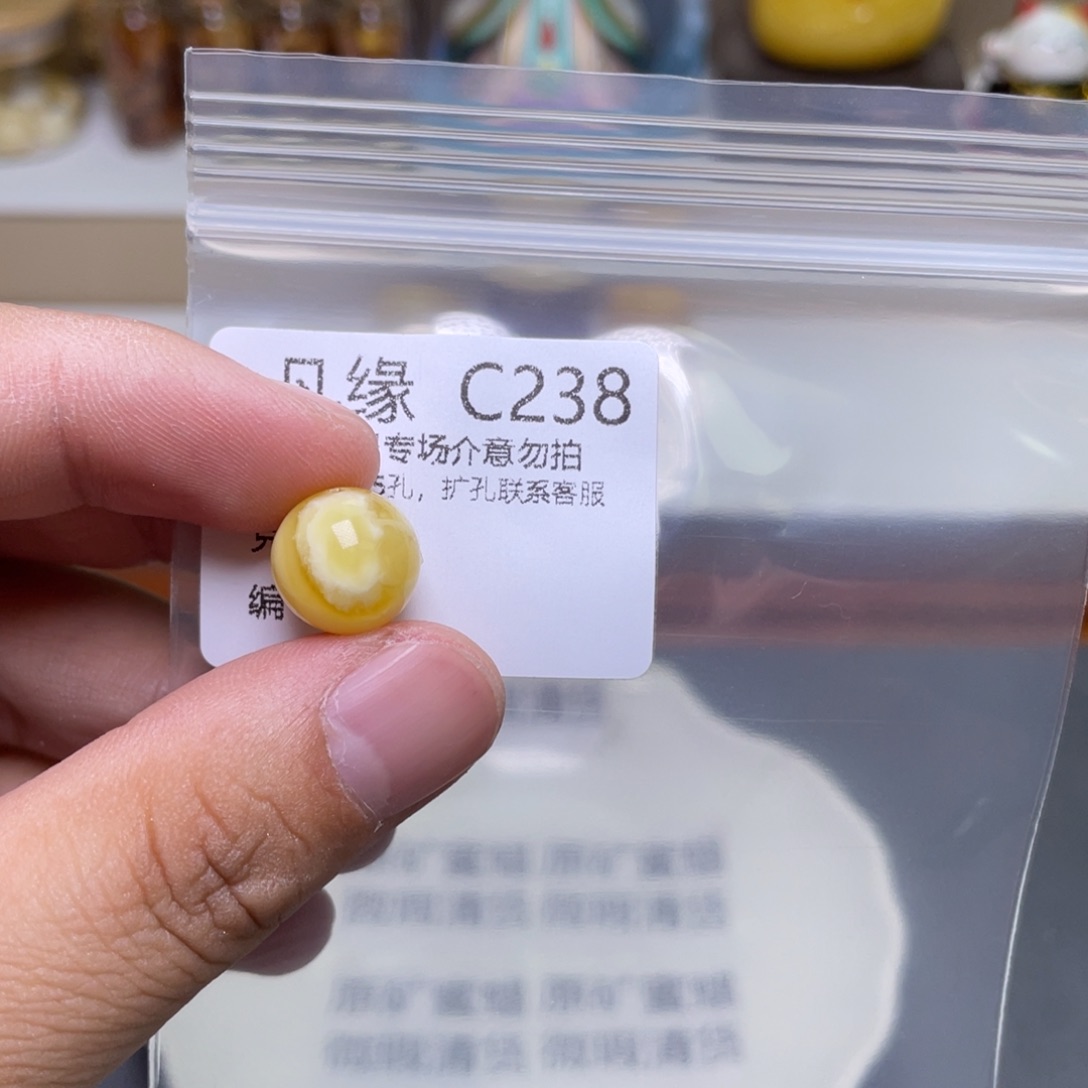 凡缘 C238
专场介意勿拍
5孔，扩孔联系客服
编
原矿蜜蜡 原矿蜜蜡
微瑕清货 微瑕清货
原矿蜜蜡 原矿蜜蜡
微瑕清货 微瑕清货